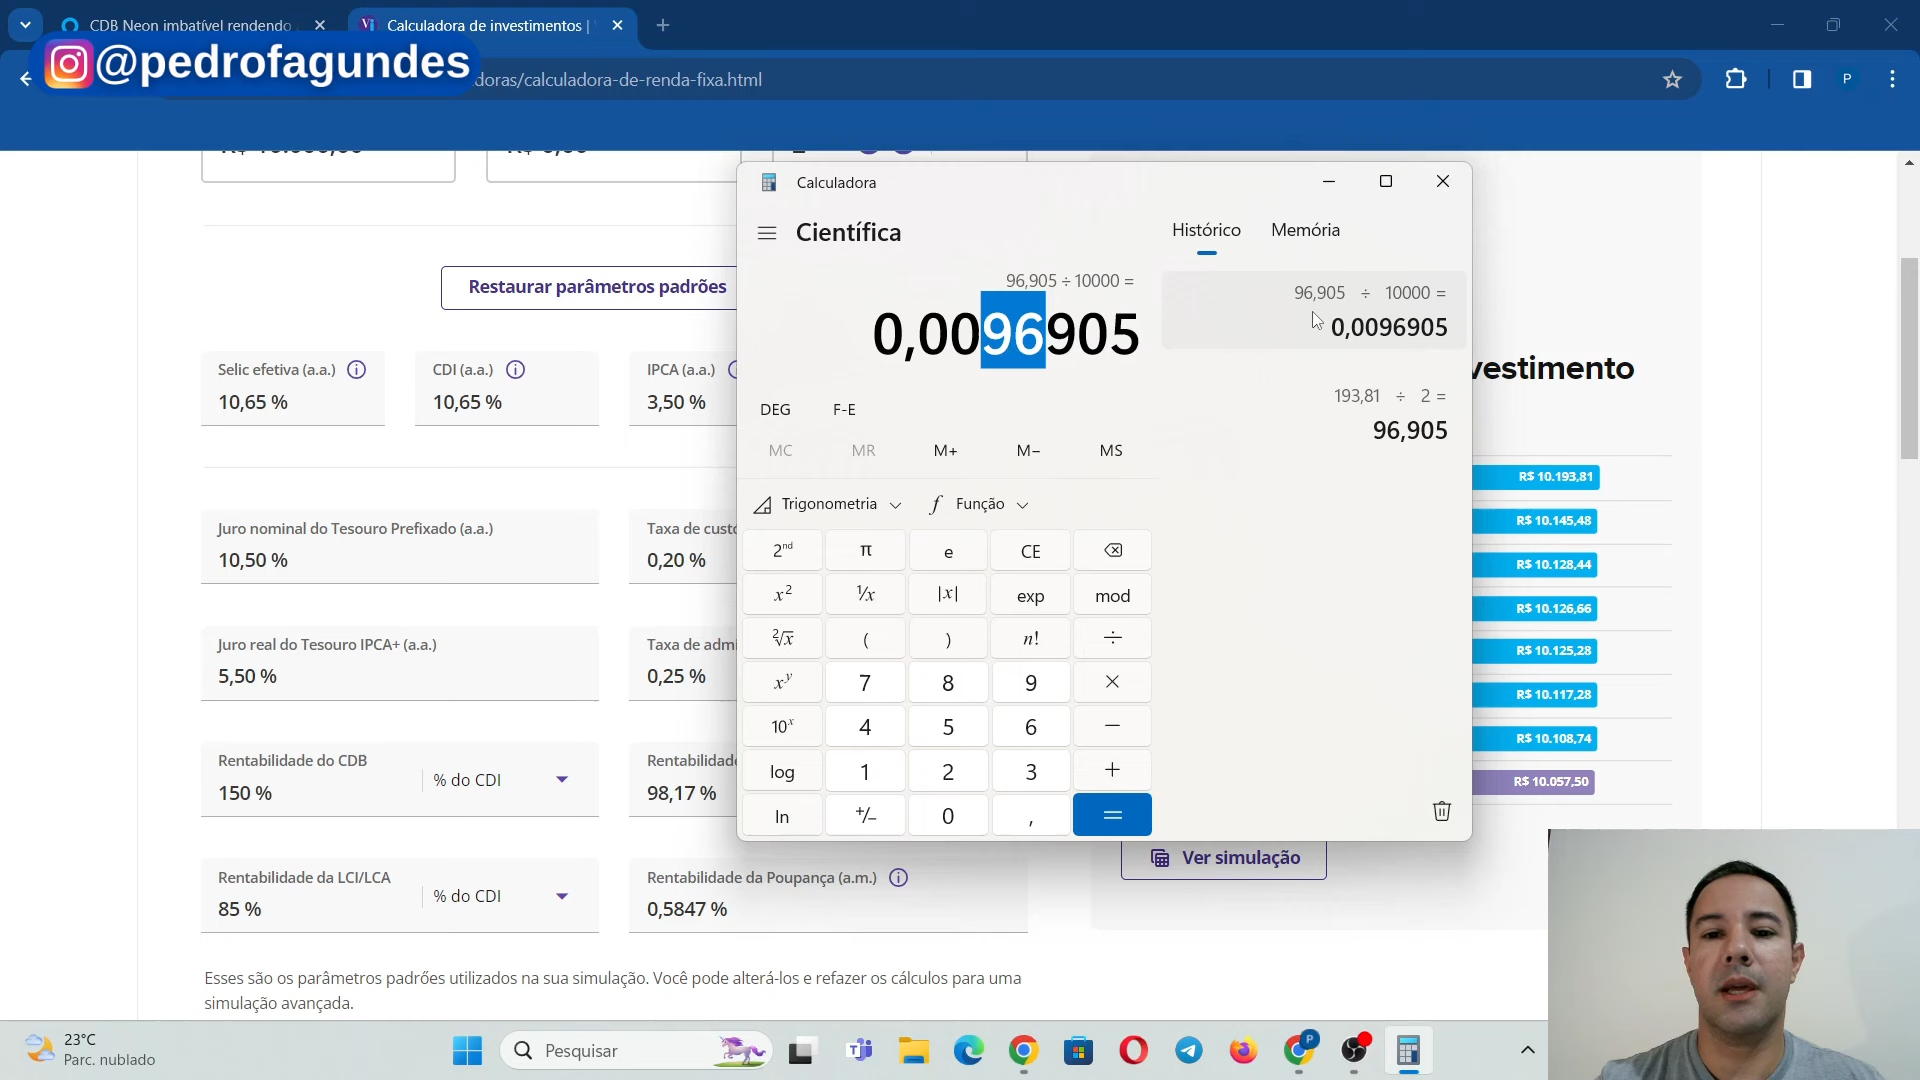 CDB Neon imbatível rendendo
Calculadora de investimentos |
@pedrofagundes
doras/calculadora-de-renda-fixa.html
P
Calculadora
Científica
Histórico
Memória
96,905 ÷ 10000 =
0,0096905
96,905 ÷ 10000 =
0,0096905
193,81 ÷ 2 =
96,905
DEG
F-E
MC
MR
M+
M−
MS
Trigonometria
f Função
2nd
π
e
CE
x2
1/x
|x|
exp
mod
2√x
(
)
n!
÷
xy
7
8
9
×
10x
4
5
6
−
log
1
2
3
+
ln
+/−
0
,
=
Restaurar parâmetros padrões
Selic efetiva (a.a.)
10,65 %
CDI (a.a.)
10,65 %
IPCA (a.a.)
3,50 %
Juro nominal do Tesouro Prefixado (a.a.)
10,50 %
Taxa de custo
0,20 %
Juro real do Tesouro IPCA+ (a.a.)
5,50 %
Taxa de admi
0,25 %
Rentabilidade do CDB
150 %
% do CDI
Rentabilidade
98,17 %
Rentabilidade da LCI/LCA
85 %
% do CDI
Rentabilidade da Poupança (a.m.)
0,5847 %
Esses são os parâmetros padrões utilizados na sua simulação. Você pode alterá-los e refazer os cálculos para uma
simulação avançada.
vestimento
R$ 10.193,81
R$ 10.145,48
R$ 10.128,44
R$ 10.126,66
R$ 10.125,28
R$ 10.117,28
R$ 10.108,74
R$ 10.057,50
Ver simulação
23°C
Parc. nublado
Pesquisar
P